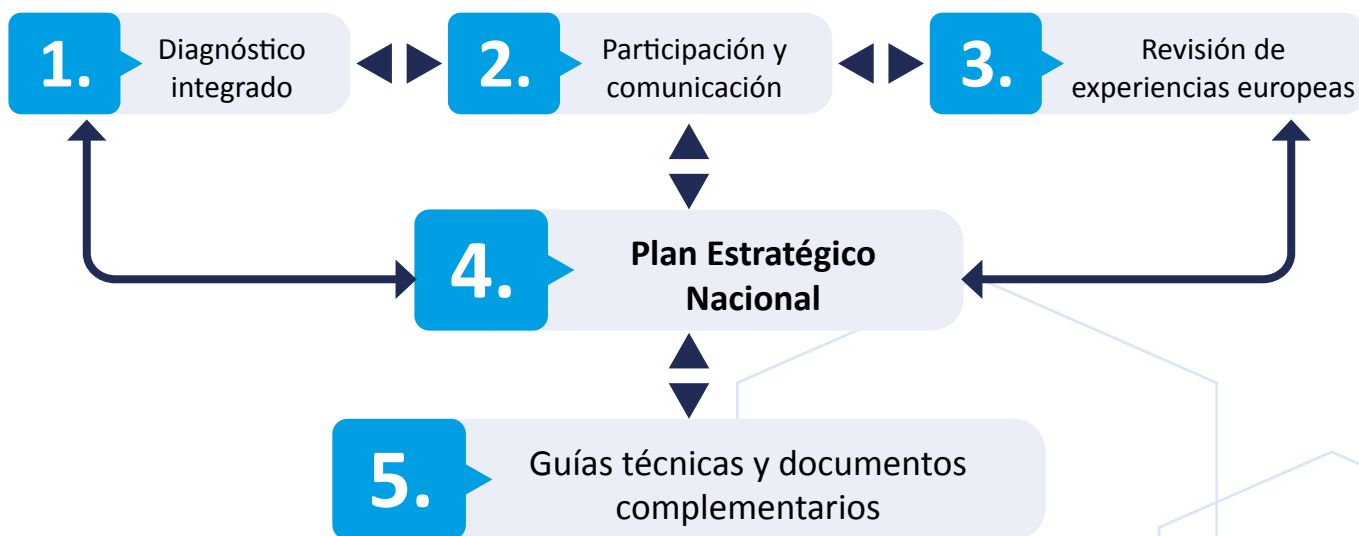 1.
Diagnóstico
integrado
2.
Participación y
comunicación
3.
Revisión de
experiencias europeas
4.
Plan Estratégico
Nacional
5.
Guías técnicas y documentos
complementarios